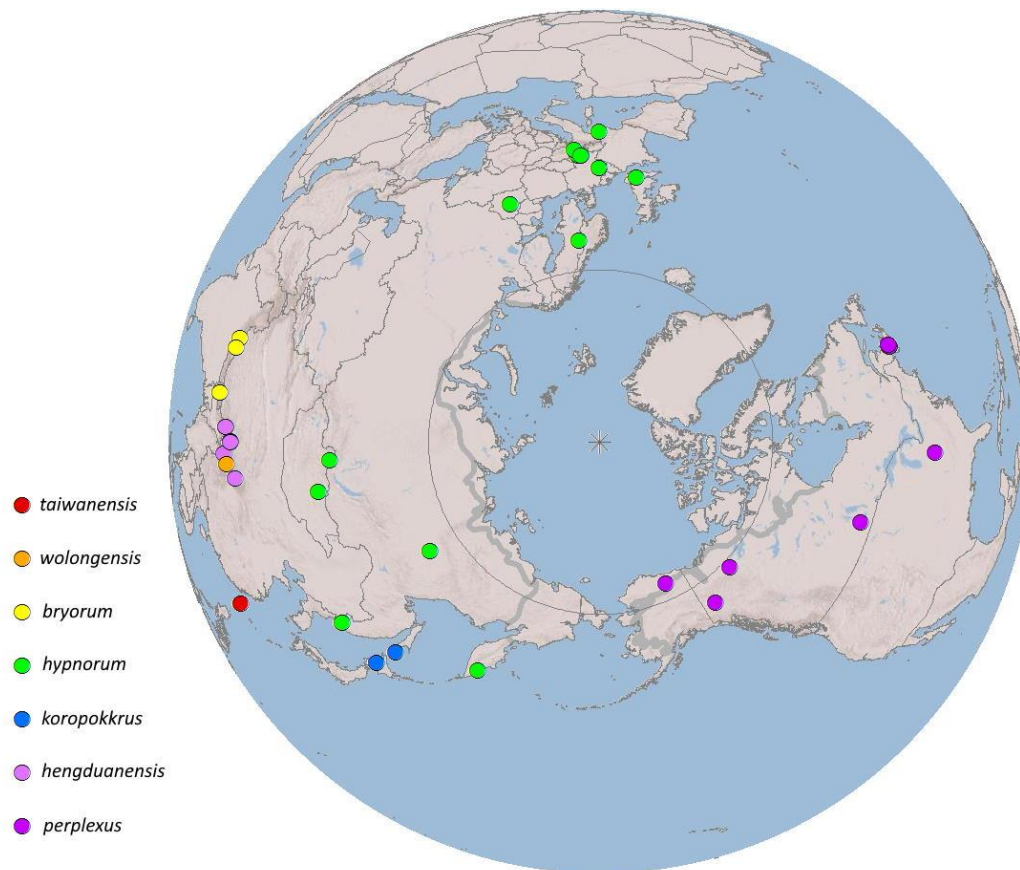 taiwanensis
wolongensis
bryorum
hypnorum
koropokkrus
hengduanensis
perplexus